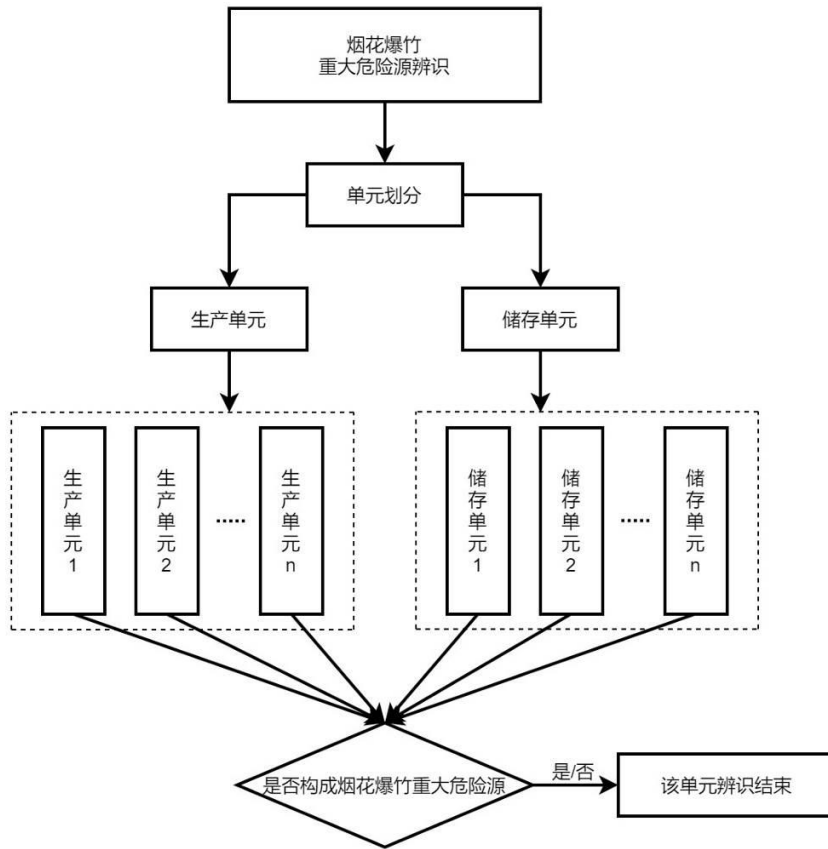 烟花爆竹
重大危险源辨识
单元划分
生产单元
储存单元
生产单元1
生产单元2
.....
生产单元n
储存单元1
储存单元2
.....
储存单元n
是否构成烟花爆竹重大危险源
是/否
该单元辨识结束